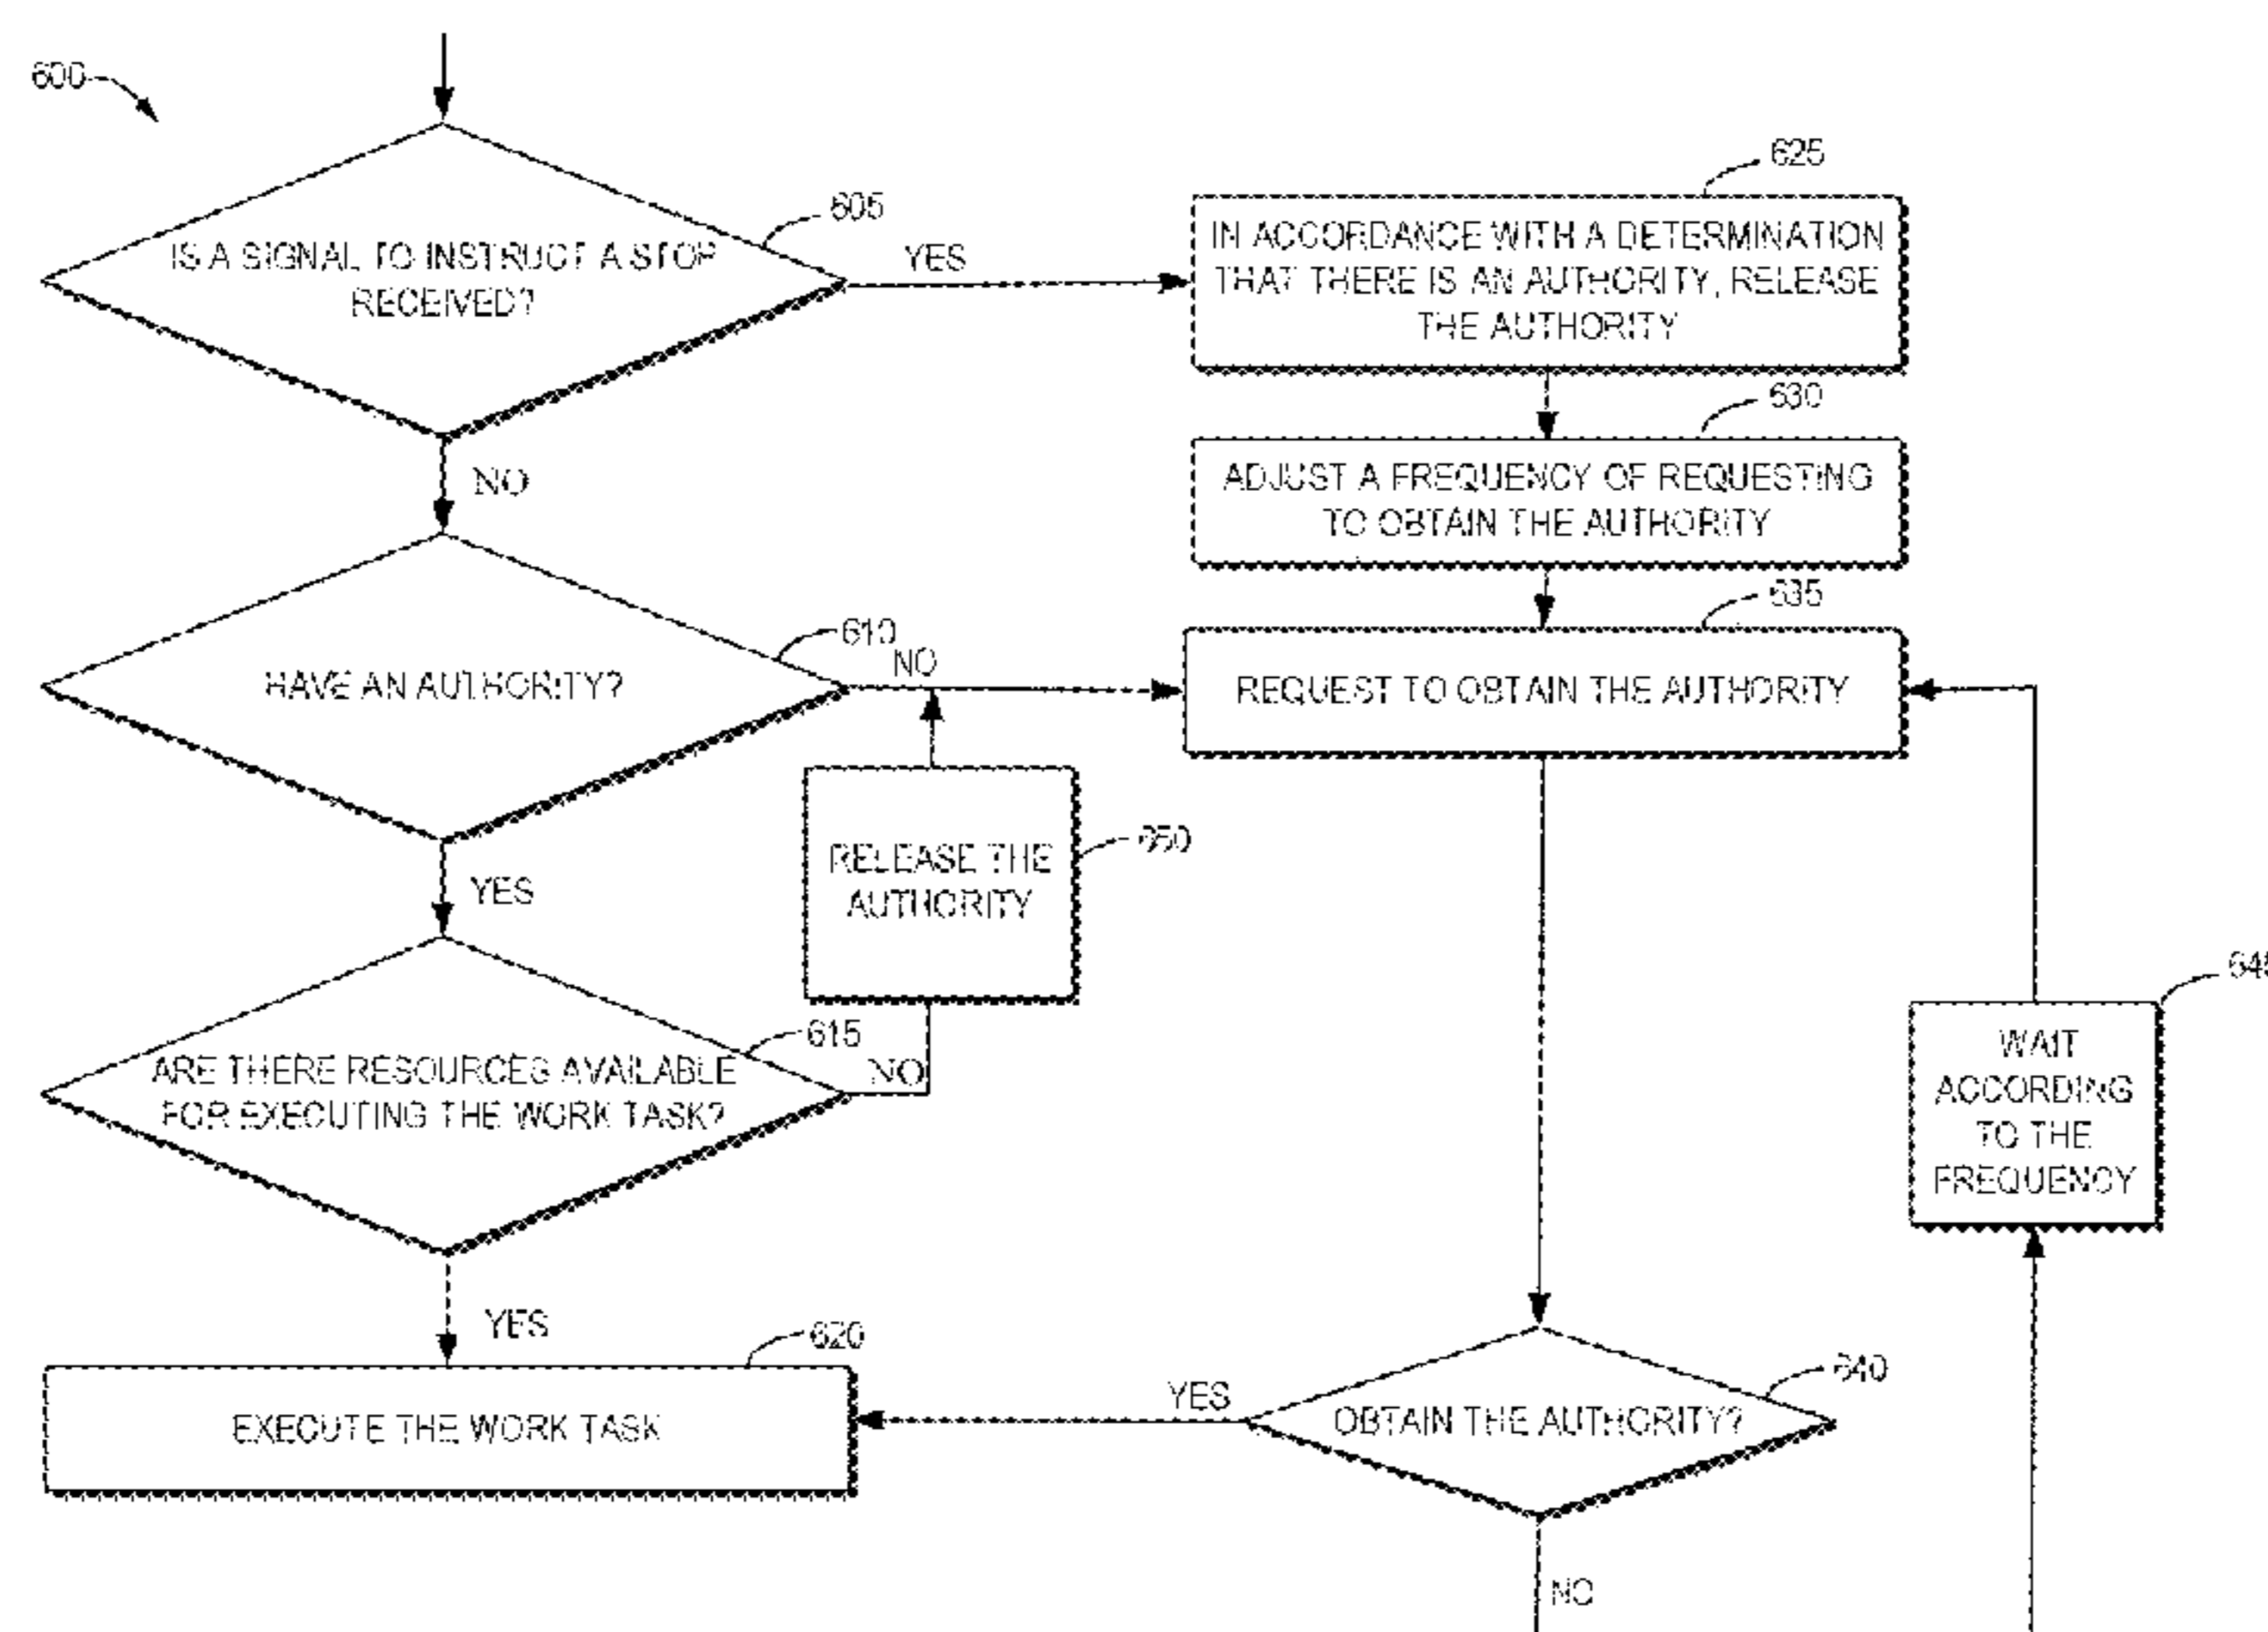 600
605
IS A SIGNAL TO INSTRUCT A STOP
RECEIVED?
YES
625
IN ACCORDANCE WITH A DETERMINATION
THAT THERE IS AN AUTHORITY, RELEASE
THE AUTHORITY
630
ADJUST A FREQUENCY OF REQUESTING
TO OBTAIN THE AUTHORITY
NO
635
610
HAVE AN AUTHORITY?
NO
REQUEST TO OBTAIN THE AUTHORITY
RELEASE THE
AUTHORITY
650
YES
615
ARE THERE RESOURCES AVAILABLE
FOR EXECUTING THE WORK TASK?
NO
WAIT
ACCORDING
TO THE
FREQUENCY
YES
620
EXECUTE THE WORK TASK
YES
640
OBTAIN THE AUTHORITY?
NO